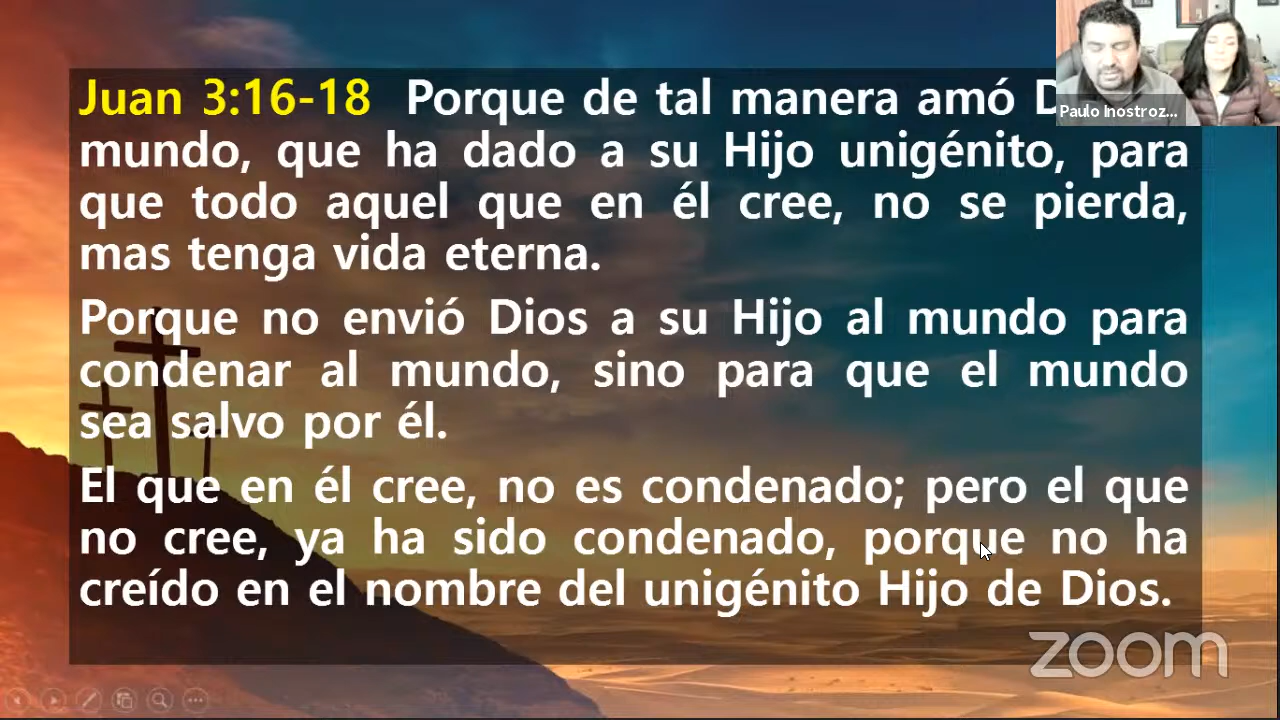 Juan 3:16-18 Porque de tal manera amó
mundo, que ha dado a su Hijo unigénito, para
que todo aquel que en él cree, no se pierda,
mas tenga vida eterna.
Porque no envió Dios a su Hijo al mundo para
condenar al mundo, sino para que el mundo
sea salvo por él.
El que en él cree, no es condenado; pero el que
no cree, ya ha sido condenado, porque no ha
creído en el nombre del unigénito Hijo de Dios.
Paulo Inostroz...
zoom